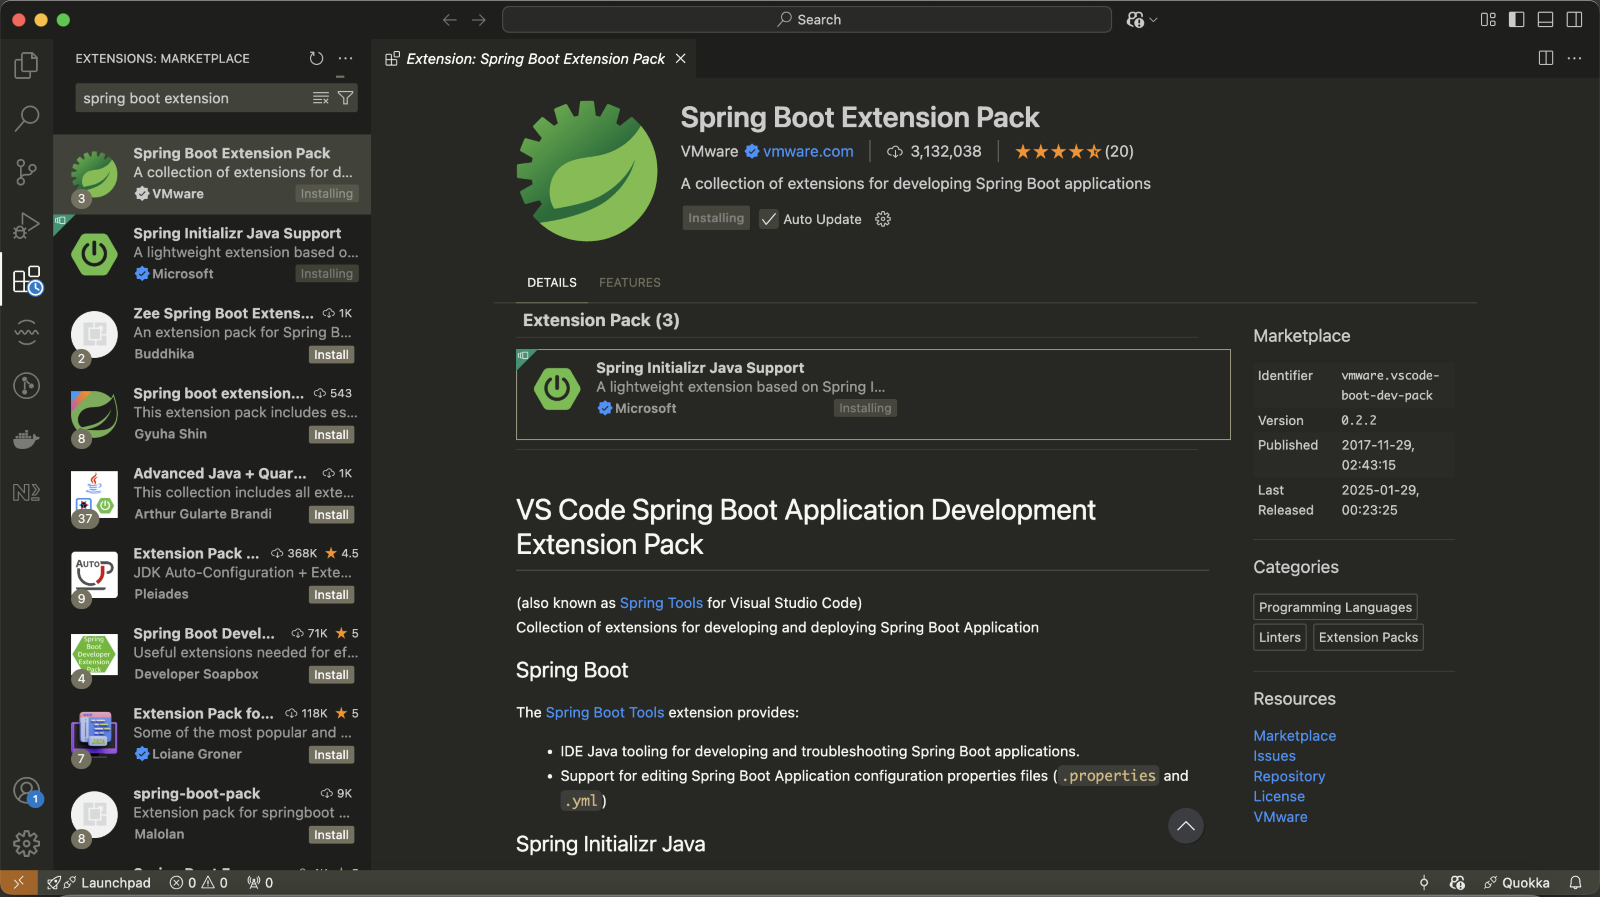 Search
EXTENSIONS: MARKETPLACE
spring boot extension
Spring Boot Extension Pack
A collection of extensions for d...
3
VMware
Installing
Spring Initializr Java Support
A lightweight extension based o...
Microsoft
Installing
Zee Spring Boot Extens...
1K
An extension pack for Spring B...
2
Buddhika
Install
Spring boot extension...
543
This extension pack includes es...
8
Gyuha Shin
Install
Advanced Java + Quar...
1K
This collection includes all exte...
37
Arthur Gularte Brandi
Install
Extension Pack ...
368K
4.5
AUTO
JDK Auto-Configuration + Exte...
9
Pleiades
Install
Spring Boot Devel...
71K
5
Spring
Boot
Developer
Extension
Pack
Useful extensions needed for ef...
4
Developer Soapbox
Install
Extension Pack fo...
118K
5
Some of the most popular and ...
7
Loiane Groner
Install
spring-boot-pack
9K
Extension pack for springboot ...
8
Malolan
Install
1
Extension: Spring Boot Extension Pack
Spring Boot Extension Pack
VMware
vmware.com
3,132,038
(20)
A collection of extensions for developing Spring Boot applications
Installing
Auto Update
DETAILS
FEATURES
Extension Pack (3)
Spring Initializr Java Support
A lightweight extension based on Spring I...
Microsoft
Installing
VS Code Spring Boot Application Development
Extension Pack
(also known as Spring Tools for Visual Studio Code)
Collection of extensions for developing and deploying Spring Boot Application
Spring Boot
The Spring Boot Tools extension provides:
• IDE Java tooling for developing and troubleshooting Spring Boot applications.
• Support for editing Spring Boot Application configuration properties files (.properties and
.yml)
Spring Initializr Java
Marketplace
Identifier
vmware.vscode-
boot-dev-pack
Version
0.2.2
Published
2017-11-29,
02:43:15
Last
Released
2025-01-29,
00:23:25
Categories
Programming Languages
Linters
Extension Packs
Resources
Marketplace
Issues
Repository
License
VMware
Launchpad
0
0
0
Quokka